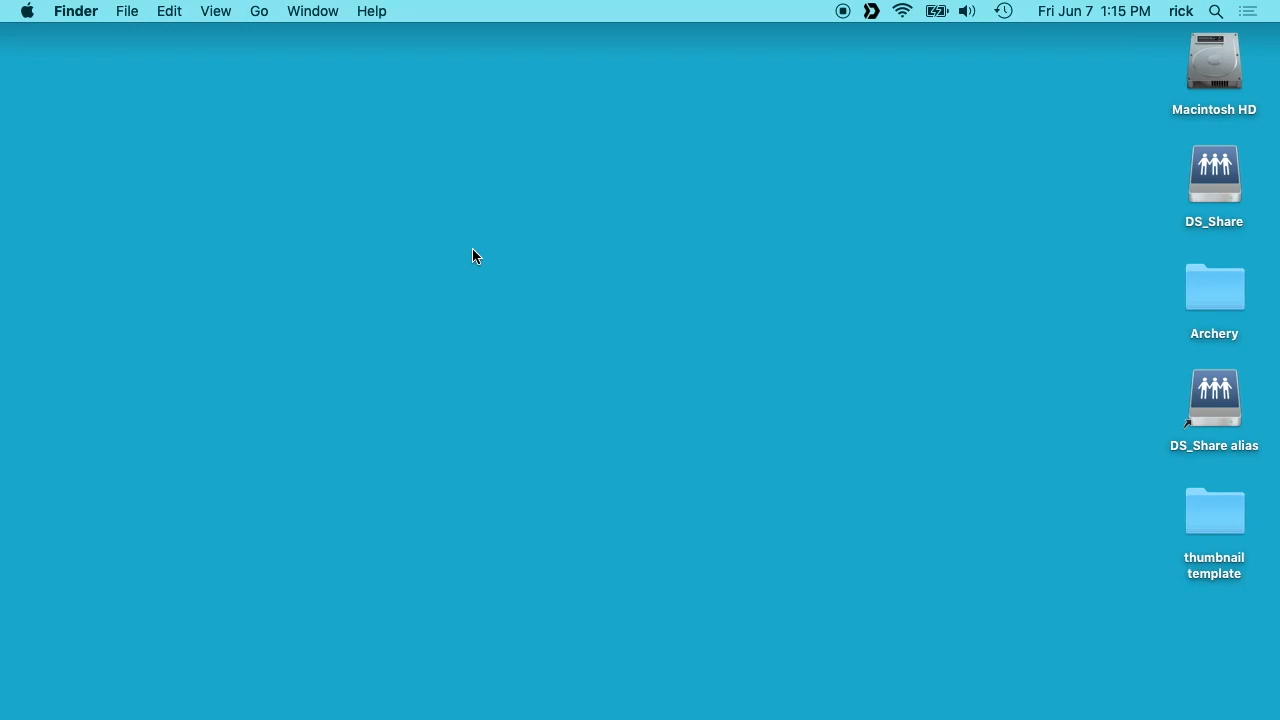 Finder File Edit View Go Window Help Fri Jun 7 1:15 PM rick
Macintosh HD
DS_Share
Archery
DS_Share alias
thumbnail
template